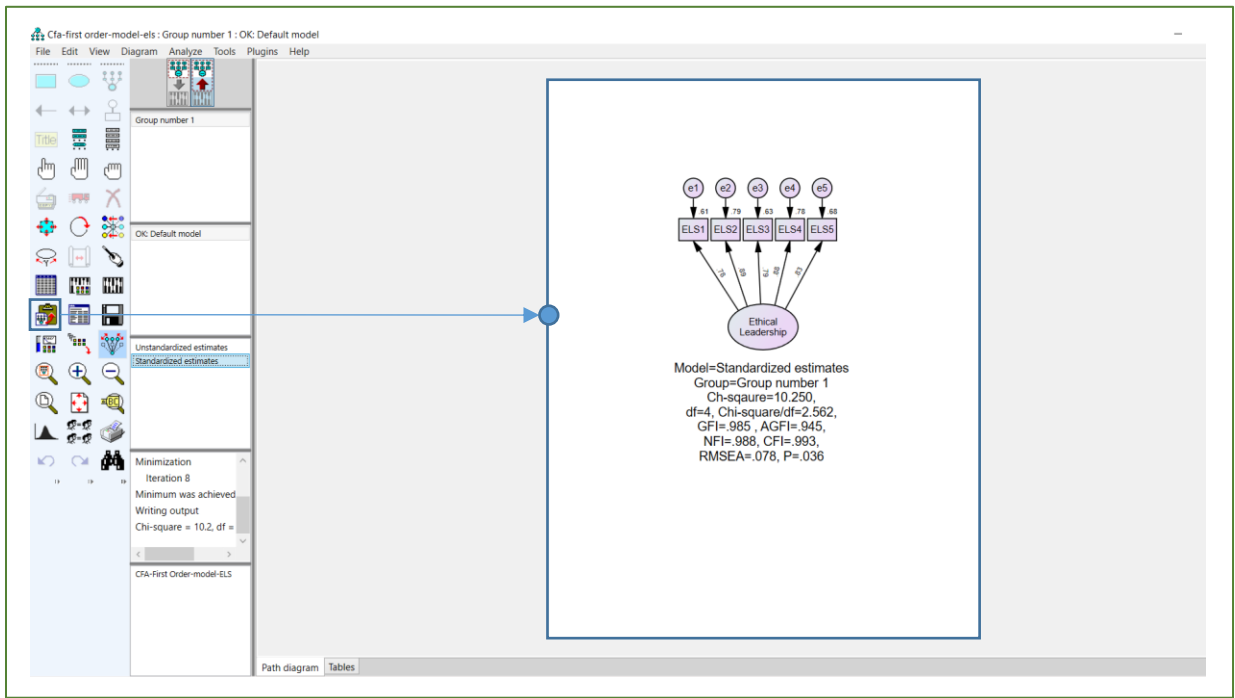 Cfa-first order-model-els : Group number 1 : OK: Default model
File Edit View Diagram Analyze Tools Plugins Help
Title
Group number 1
OK: Default model
Unstandardized estimates
Standardized estimates
Minimization
Iteration 8
Minimum was achieved
Writing output
Chi-square = 10.2, df =
CFA-First Order-model-ELS
e1 e2 e3 e4 e5
.61 .79 .63 .78 .68
ELS1 ELS2 ELS3 ELS4 ELS5
.78 .89 .79 .88 .83
Ethical
Leadership
Model=Standardized estimates
Group=Group number 1
Ch-sqaure=10.250,
df=4, Chi-square/df=2.562,
GFI=.985 , AGFI=.945,
NFI=.988, CFI=.993,
RMSEA=.078, P=.036
Path diagram Tables